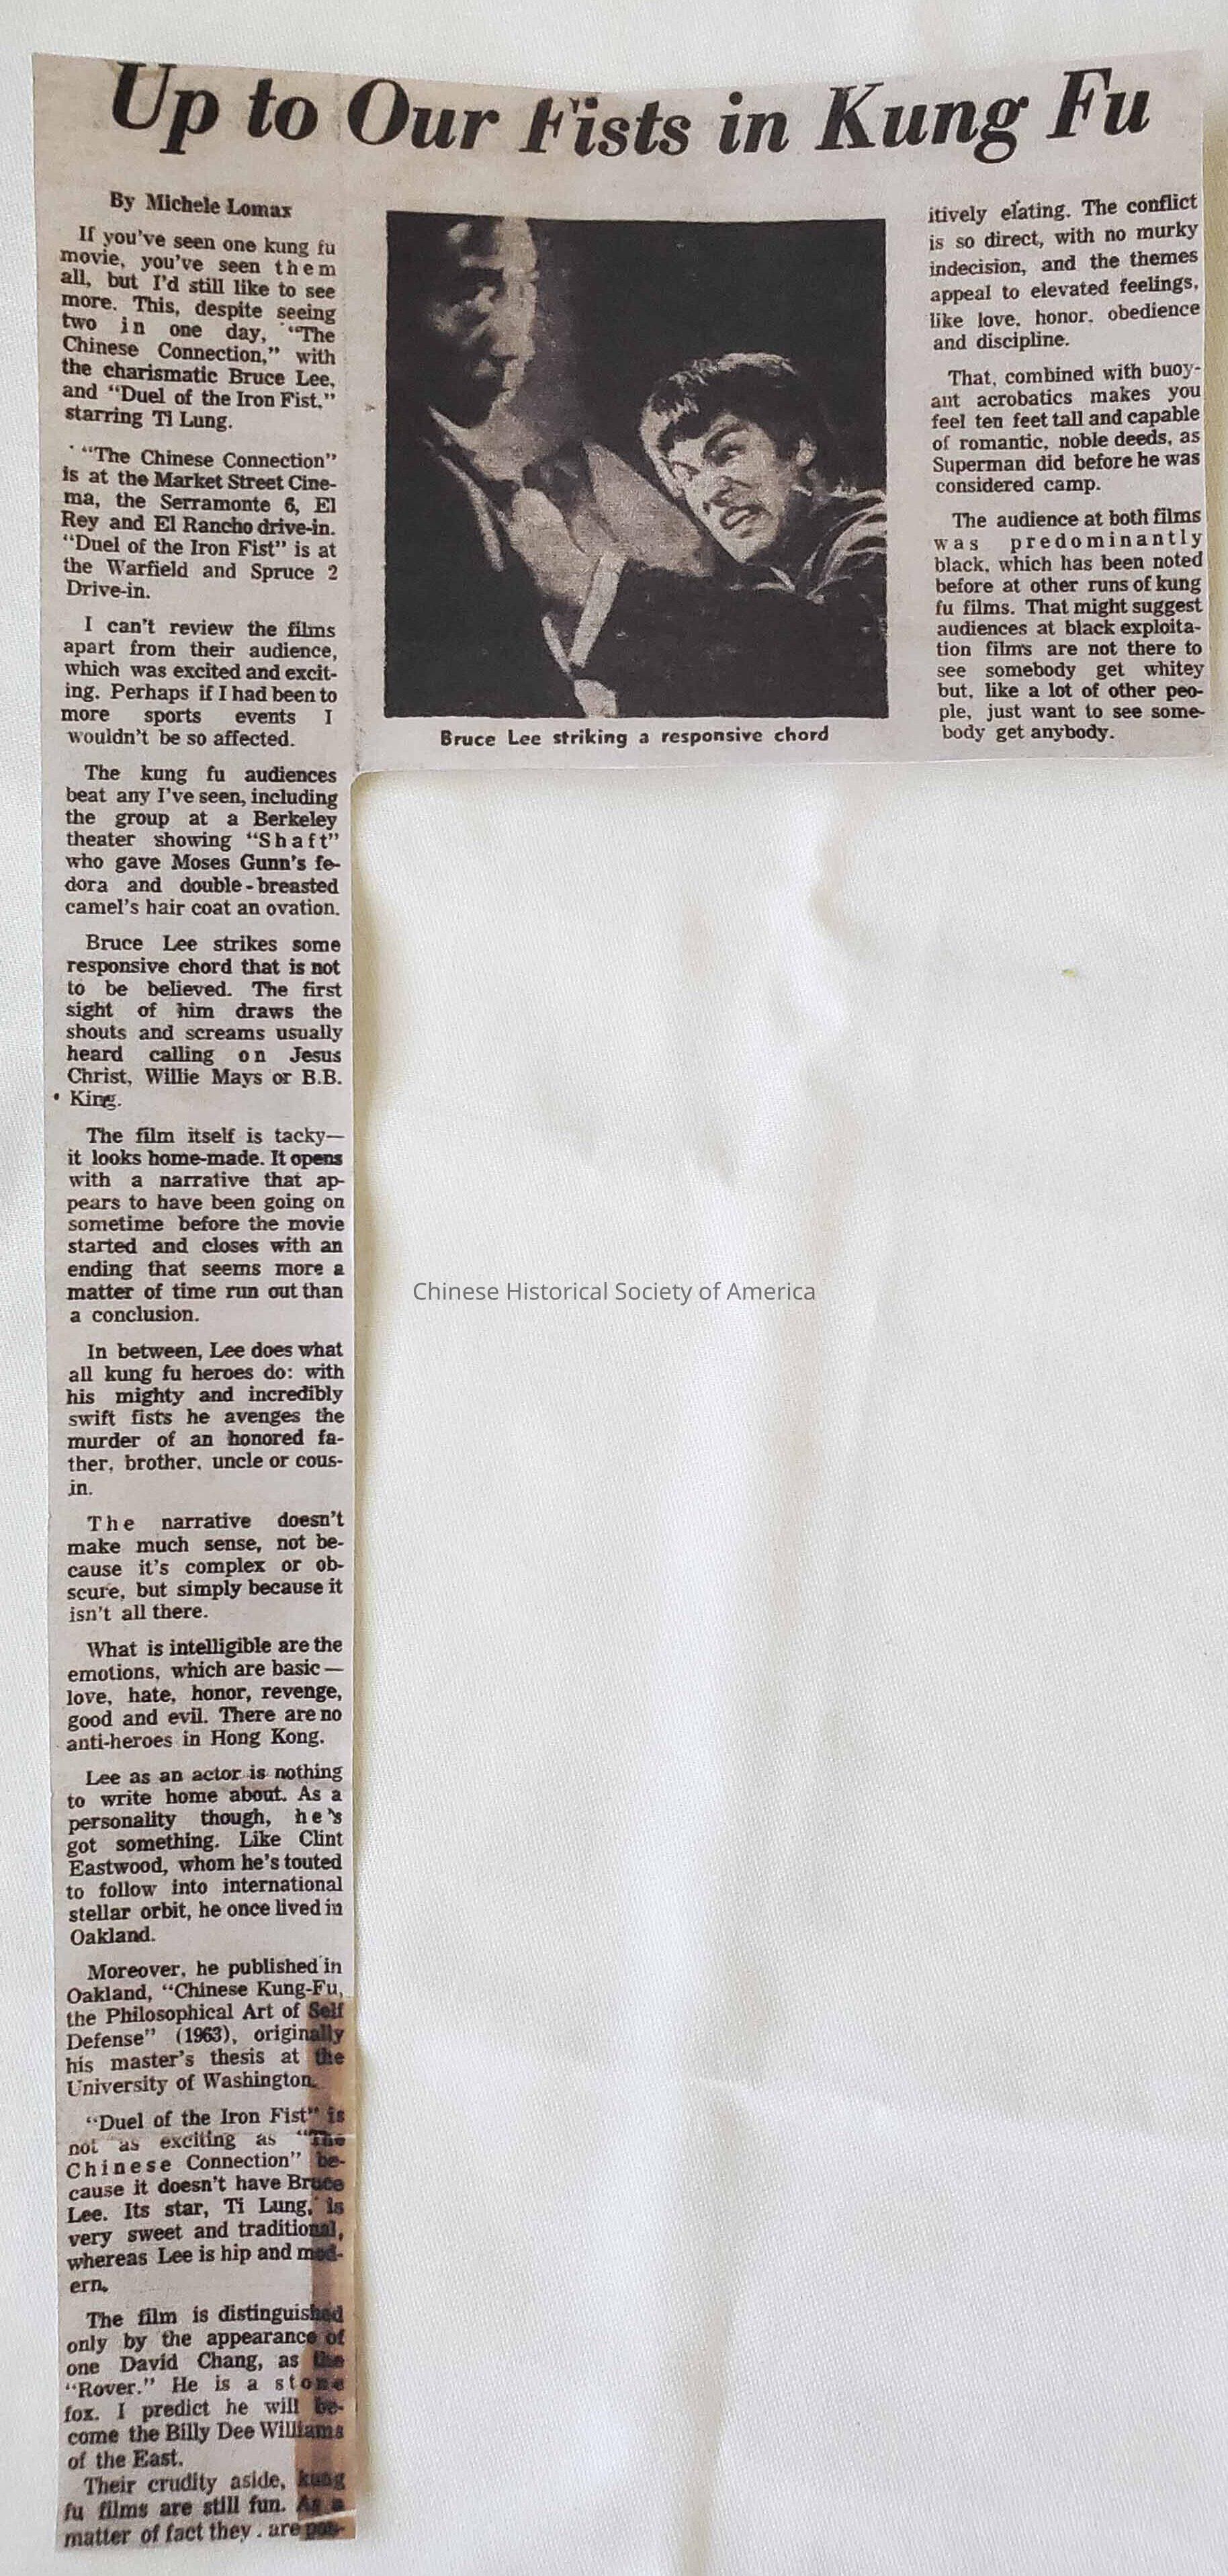 Up to Our Fists in Kung Fu
By Michele Lomax
If you've seen one kung fu
movie, you've seen them
all, but I'd still like to see
more. This, despite seeing
two in one day, "The
Chinese Connection," with
the charismatic Bruce Lee,
and "Duel of the Iron Fist,"
starring Ti Lung.
"The Chinese Connection"
is at the Market Street Cine-
ma, the Serramonte 6, El
Rey and El Rancho drive-in.
"Duel of the Iron Fist" is at
the Warfield and Spruce 2
Drive-in.
I can't review the films
apart from their audience,
which was excited and excit-
ing. Perhaps if I had been to
more sports events I
wouldn't be so affected.
The kung fu audiences
beat any I've seen, including
the group at a Berkeley
theater showing "Shaft"
who gave Moses Gunn's fe-
dora and double-breasted
camel's hair coat an ovation.
Bruce Lee strikes some
responsive chord that is not
to be believed. The first
sight of him draws the
shouts and screams usually
heard calling on Jesus
Christ, Willie Mays or B.B.
King.
The film itself is tacky—
it looks home-made. It opens
with a narrative that ap-
pears to have been going on
sometime before the movie
started and closes with an
ending that seems more a
matter of time run out than
a conclusion.
In between, Lee does what
all kung fu heroes do: with
his mighty and incredibly
swift fists he avenges the
murder of an honored fa-
ther, brother, uncle or cous-
in.
The narrative doesn't
make much sense, not be-
cause it's complex or ob-
scure, but simply because it
isn't all there.
What is intelligible are the
emotions, which are basic —
love, hate, honor, revenge,
good and evil. There are no
anti-heroes in Hong Kong.
Lee as an actor is nothing
to write home about. As a
personality though, he's
got something. Like Clint
Eastwood, whom he's touted
to follow into international
stellar orbit, he once lived in
Oakland.
Moreover, he published in
Oakland, "Chinese Kung-Fu,
the Philosophical Art of Self
Defense" (1963), originally
his master's thesis at the
University of Washington.
"Duel of the Iron Fist" is
not as exciting as "The
Chinese Connection" be-
cause it doesn't have Bruce
Lee. Its star, Ti Lung, is
very sweet and traditional,
whereas Lee is hip and mod-
ern.
The film is distinguished
only by the appearance of
one David Chang, as the
"Rover." He is a stone
fox. I predict he will be-
come the Billy Dee Williams
of the East.
Their crudity aside, kung
fu films are still fun. As a
matter of fact they are pos-
Bruce Lee striking a responsive chord
itively elating. The conflict
is so direct, with no murky
indecision, and the themes
appeal to elevated feelings,
like love, honor, obedience
and discipline.
That, combined with buoy-
ant acrobatics makes you
feel ten feet tall and capable
of romantic, noble deeds, as
Superman did before he was
considered camp.
The audience at both films
was predominantly
black, which has been noted
before at other runs of kung
fu films. That might suggest
audiences at black exploita-
tion films are not there to
see somebody get whitey
but, like a lot of other peo-
ple, just want to see some-
body get anybody.
Chinese Historical Society of America